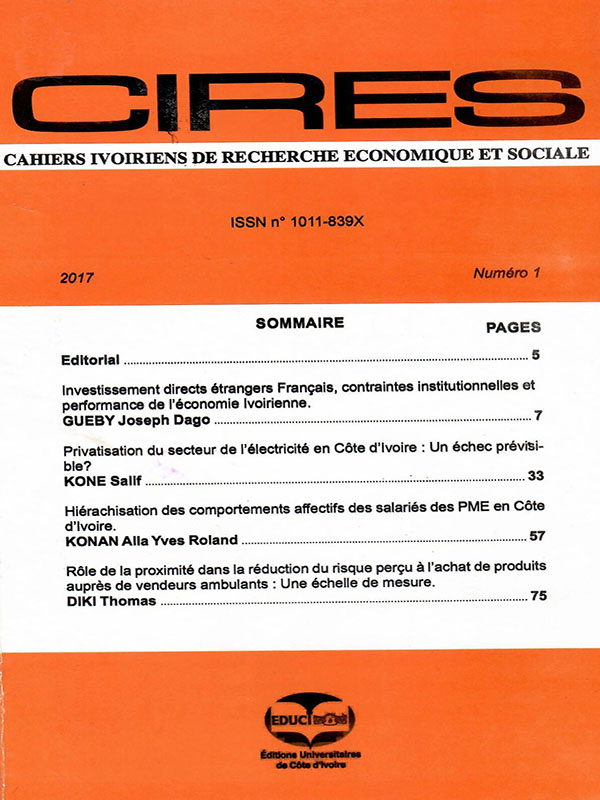 CIRES
CAHIERS IVOIRIENS DE RECHERCHE ECONOMIQUE ET SOCIALE
ISSN n° 1011-839X
2017 Numéro 1
SOMMAIRE PAGES
Editorial ........ 5
Investissement directs étrangers Français, contraintes institutionnelles et
performance de l'économie Ivoirienne.
GUEBY Joseph Dago ........ 7
Privatisation du secteur de l'électricité en Côte d'Ivoire : Un échec prévisi-
ble?
KONE Salif ........ 33
Hiérachisation des comportements affectifs des salariés des PME en Côte
d'Ivoire.
KONAN Alla Yves Roland ........ 57
Rôle de la proximité dans la réduction du risque perçu à l'achat de produits
auprès de vendeurs ambulants : Une échelle de mesure.
DIKI Thomas ........ 75
EDUCI
Éditions Universitaires
de Côte d'Ivoire